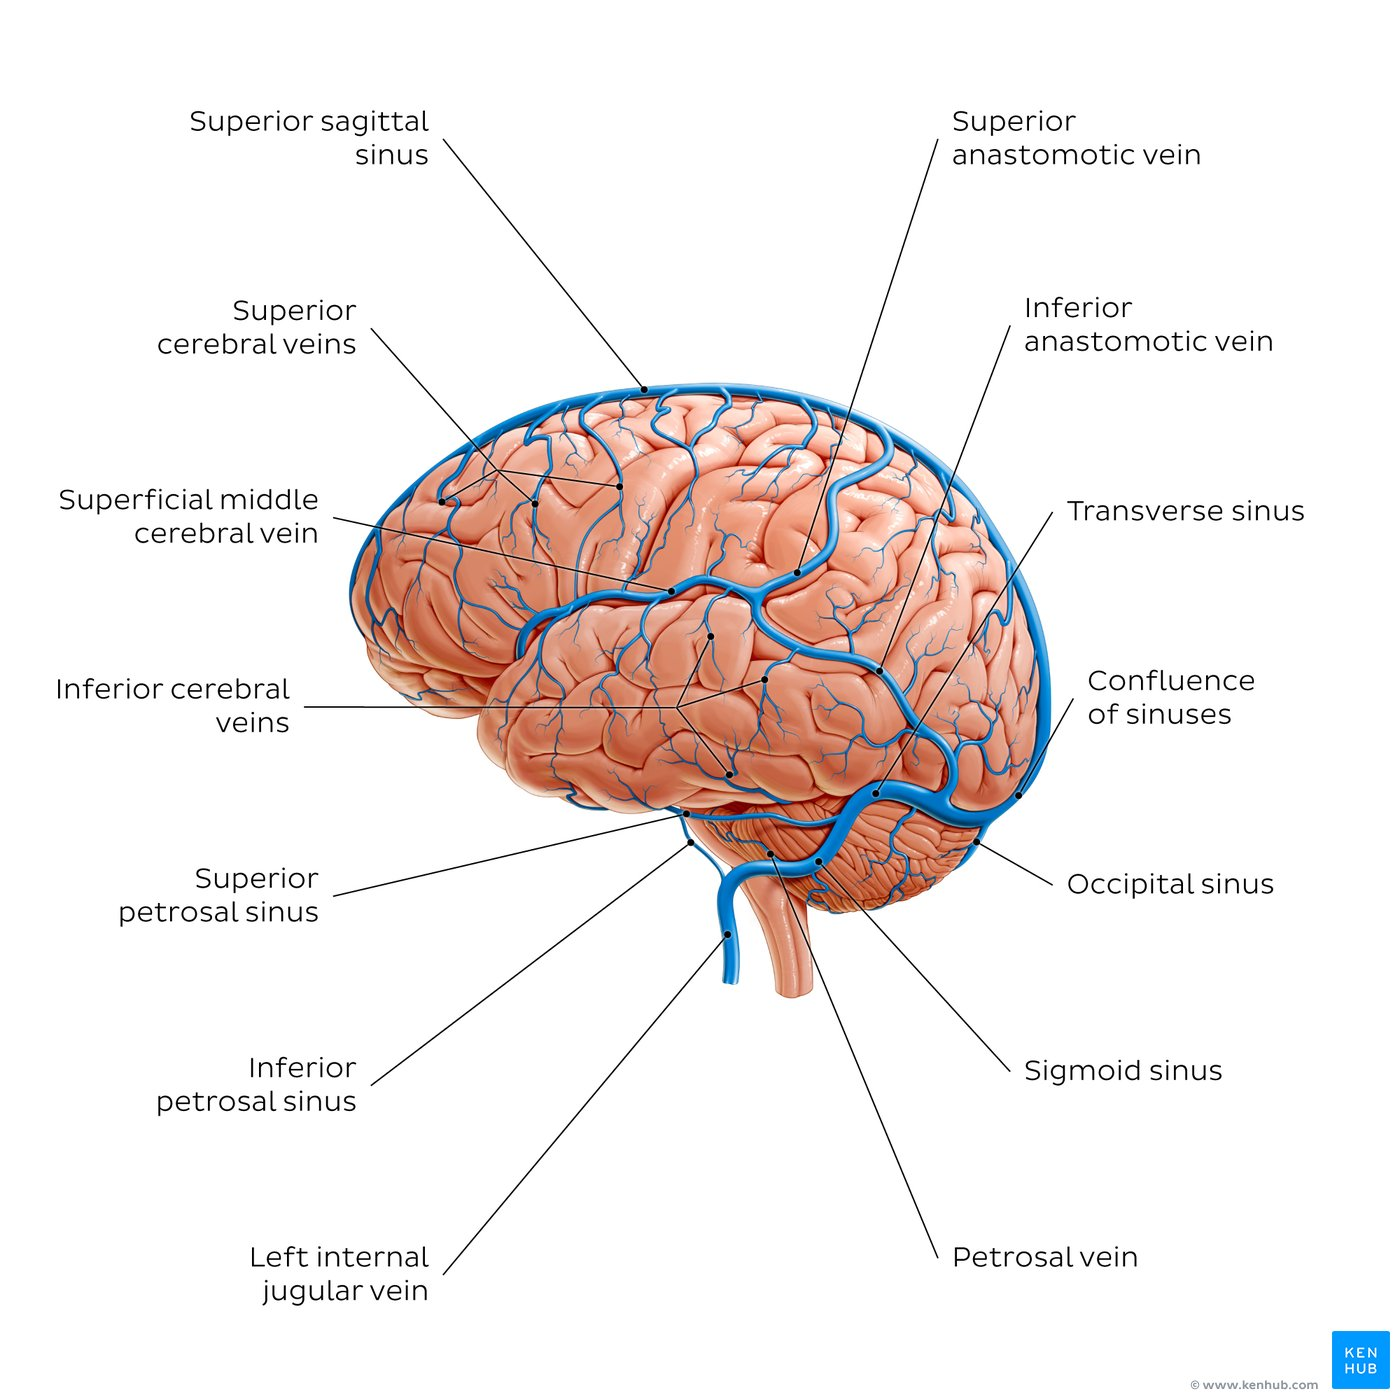 Superior sagittal
sinus
Superior
cerebral veins
Superficial middle
cerebral vein
Inferior cerebral
veins
Superior
petrosal sinus
Inferior
petrosal sinus
Left internal
jugular vein
Superior
anastomotic vein
Inferior
anastomotic vein
Transverse sinus
Confluence
of sinuses
Occipital sinus
Sigmoid sinus
Petrosal vein
KEN
HUB
© www.kenhub.com